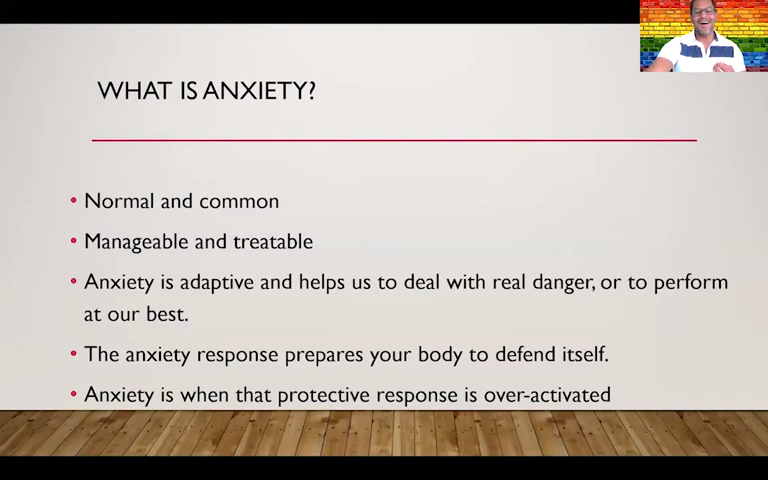 WHAT IS ANXIETY?
• Normal and common
• Manageable and treatable
• Anxiety is adaptive and helps us to deal with real danger, or to perform
at our best.
• The anxiety response prepares your body to defend itself.
• Anxiety is when that protective response is over-activated